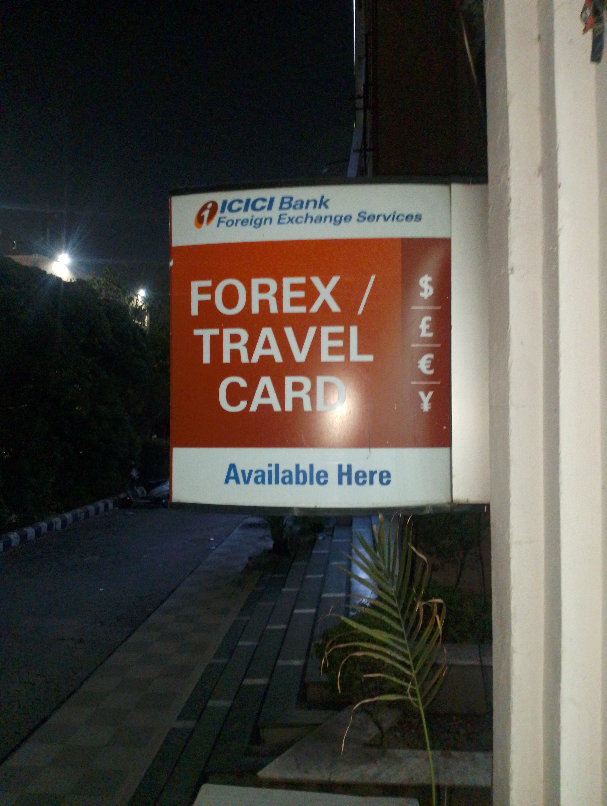 ICICI Bank
Foreign Exchange Services
FOREX /
TRAVEL
CARD
$
£
€
¥
Available Here